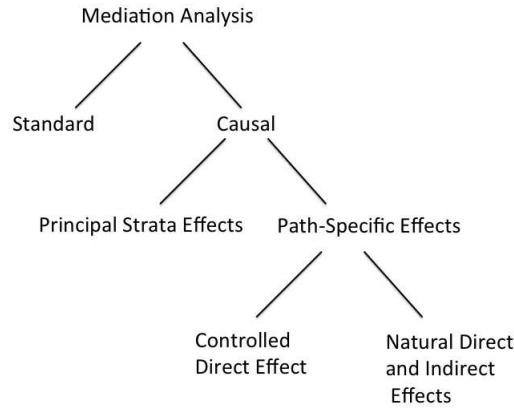 Mediation Analysis
Standard
Causal
Principal Strata Effects
Path-Specific Effects
Controlled
Direct Effect
Natural Direct
and Indirect
Effects